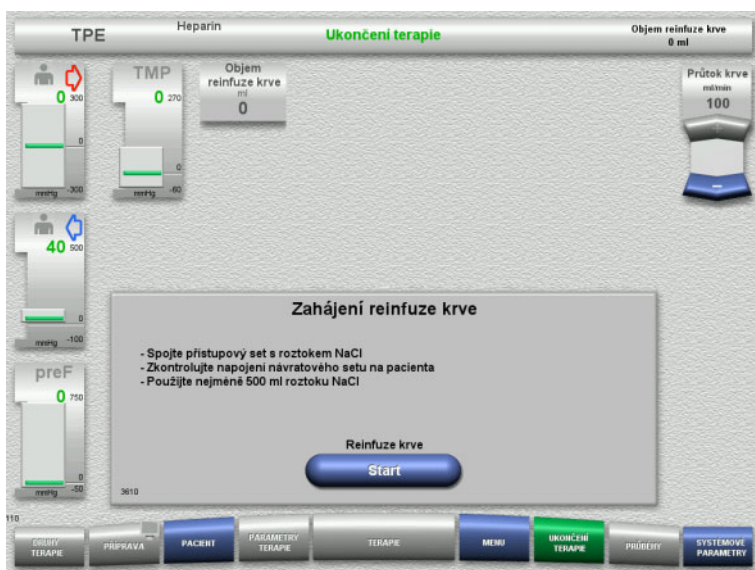 TPE
Heparin
Ukončení terapie
Objem reinfuze krve
0 ml
0
300
0
-300
mmHg
TMP
0
270
0
-60
mmHg
Objem
reinfuze krve
ml
0
Průtok krve
ml/min
100
+
-
40
500
0
-100
mmHg
preF
0
750
0
-50
mmHg
Zahájení reinfuze krve
- Spojte přístupový set s roztokem NaCl
- Zkontrolujte napojení návratového setu na pacienta
- Použijte nejméně 500 ml roztoku NaCl
Reinfuze krve
Start
3610
110
DRUHY
TERAPIE
PŘÍPRAVA
PACIENT
PARAMETRY
TERAPIE
TERAPIE
MENU
UKONČENÍ
TERAPIE
PRŮBĚHY
SYSTÉMOVÉ
PARAMETRY